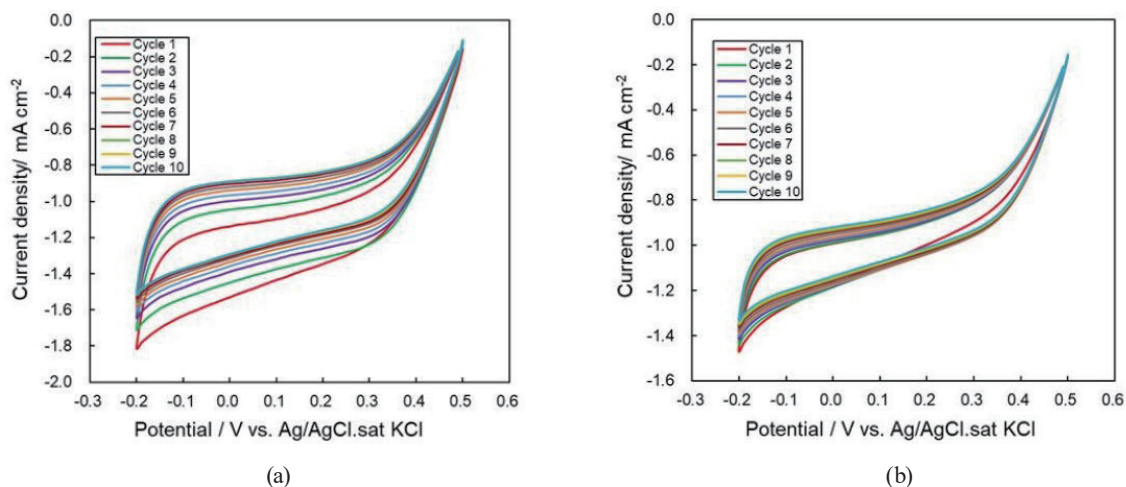 0.0
-0.2
-0.4
-0.6
-0.8
-1.0
-1.2
-1.4
-1.6
-1.8
-2.0
Current density/ mA cm-2
Cycle 1
Cycle 2
Cycle 3
Cycle 4
Cycle 5
Cycle 6
Cycle 7
Cycle 8
Cycle 9
Cycle 10
-0.3 -0.2 -0.1 0.0 0.1 0.2 0.3 0.4 0.5 0.6
Potential / V vs. Ag/AgCl.sat KCl
(a)
0.0
-0.2
-0.4
-0.6
-0.8
-1.0
-1.2
-1.4
-1.6
Current density/ mA cm-2
Cycle 1
Cycle 2
Cycle 3
Cycle 4
Cycle 5
Cycle 6
Cycle 7
Cycle 8
Cycle 9
Cycle 10
-0.3 -0.2 -0.1 0.0 0.1 0.2 0.3 0.4 0.5 0.6
Potential / V vs. Ag/AgCl.sat KCl
(b)